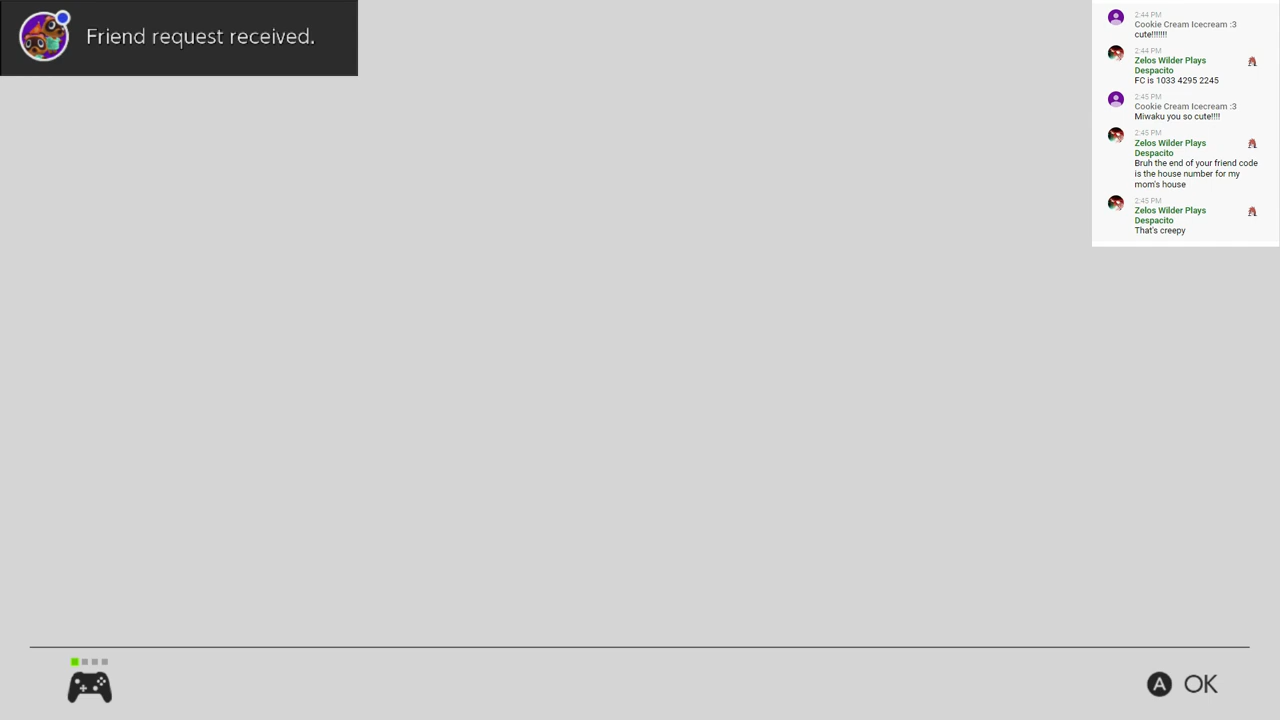 Friend request received.
2:44 PM
Cookie Cream Icecream :3
cute!!!!!!!
2:44 PM
Zelos Wilder Plays
Despacito
FC is 1033 4295 2245
2:45 PM
Cookie Cream Icecream :3
Miwaku you so cute!!!!
2:45 PM
Zelos Wilder Plays
Despacito
Bruh the end of your friend code
is the house number for my
mom's house
2:45 PM
Zelos Wilder Plays
Despacito
That's creepy
A OK